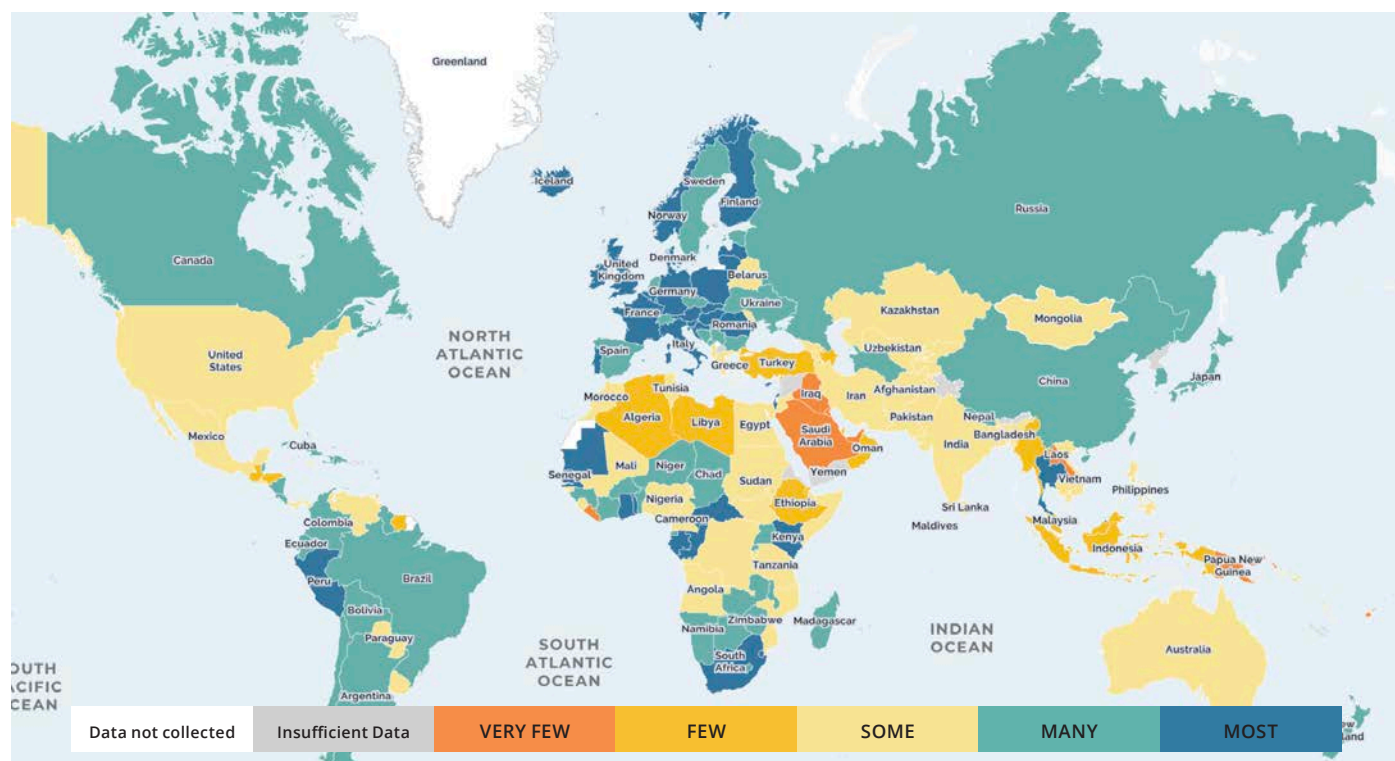 Greenland
Iceland
Sweden
Finland
Norway
Russia
Canada
United
Kingdom
Denmark
Belarus
Germany
Ukraine
France
Romania
Kazakhstan
Mongolia
NORTH
ATLANTIC
OCEAN
United
States
Spain
Italy
Greece
Turkey
Uzbekistan
China
Japan
Morocco
Tunisia
Iraq
Iran
Afghanistan
Algeria
Libya
Egypt
Saudi
Arabia
Pakistan
Nepal
Mexico
Cuba
India
Bangladesh
Oman
Laos
Senegal
Mali
Niger
Chad
Sudan
Yemen
Vietnam
Philippines
Nigeria
Ethiopia
Sri Lanka
Maldives
Colombia
Cameroon
Malaysia
Ecuador
Kenya
Indonesia
Papua New
Guinea
Peru
Brazil
Tanzania
Angola
Bolivia
Zimbabwe
Madagascar
Namibia
Paraguay
SOUTH
ATLANTIC
OCEAN
INDIAN
OCEAN
South
Africa
Australia
OUTH
ACIFIC
CEAN
Argentina
Data not collected
Insufficient Data
VERY FEW
FEW
SOME
MANY
MOST
land